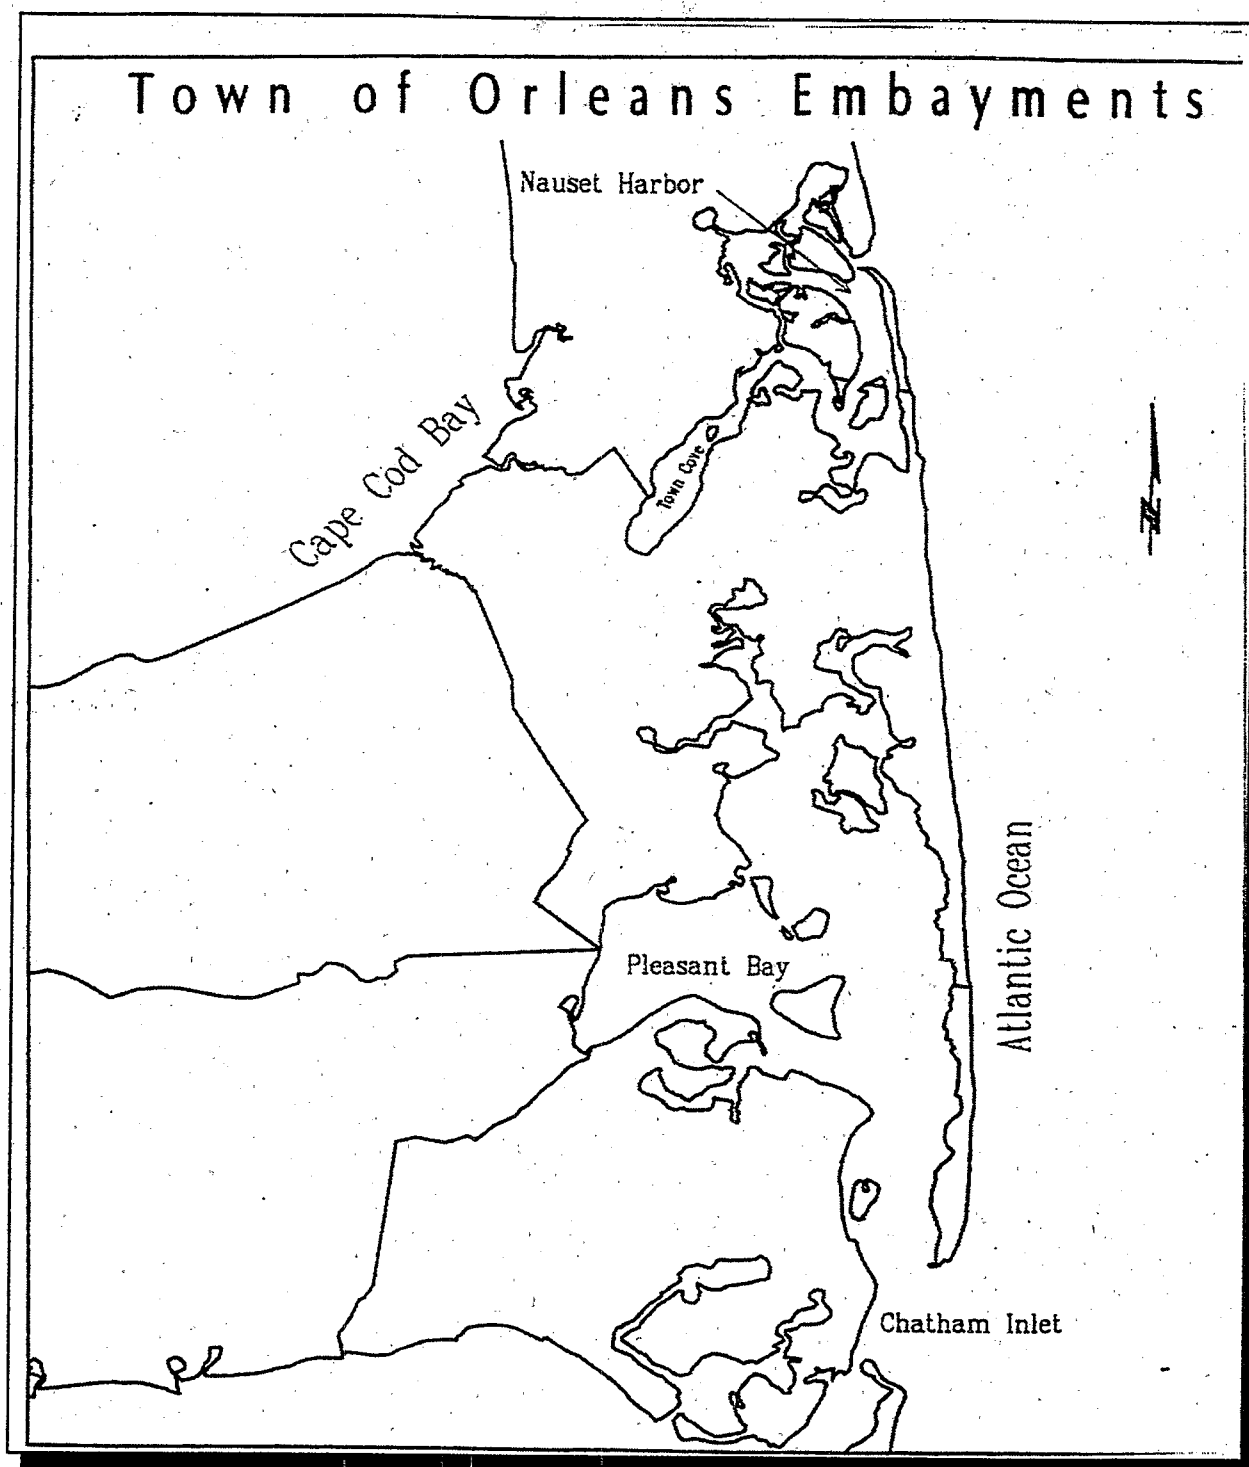 Town of Orleans Embayments
Nauset Harbor
Cape Cod Bay
Town Cove
Atlantic Ocean
Pleasant Bay
Chatham Inlet